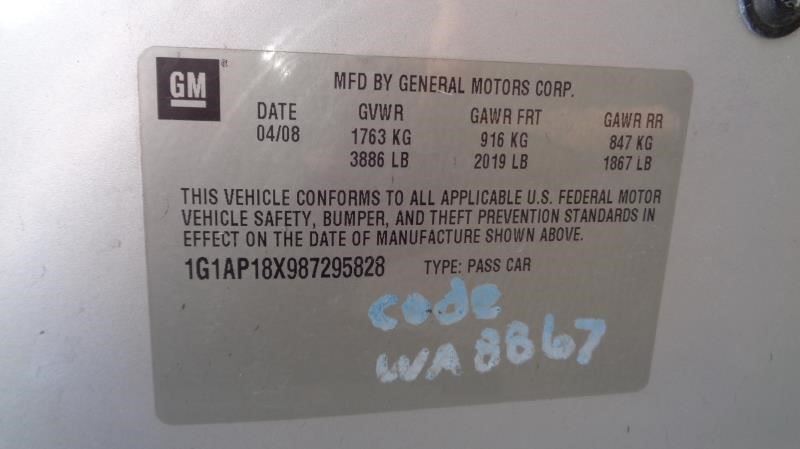 GM ®
MFD BY GENERAL MOTORS CORP.
DATE GVWR GAWR FRT GAWR RR
04/08 1763 KG 916 KG 847 KG
3886 LB 2019 LB 1867 LB
THIS VEHICLE CONFORMS TO ALL APPLICABLE U.S. FEDERAL MOTOR
VEHICLE SAFETY, BUMPER, AND THEFT PREVENTION STANDARDS IN
EFFECT ON THE DATE OF MANUFACTURE SHOWN ABOVE.
1G1AP18X987295828 TYPE: PASS CAR
code
WA8867